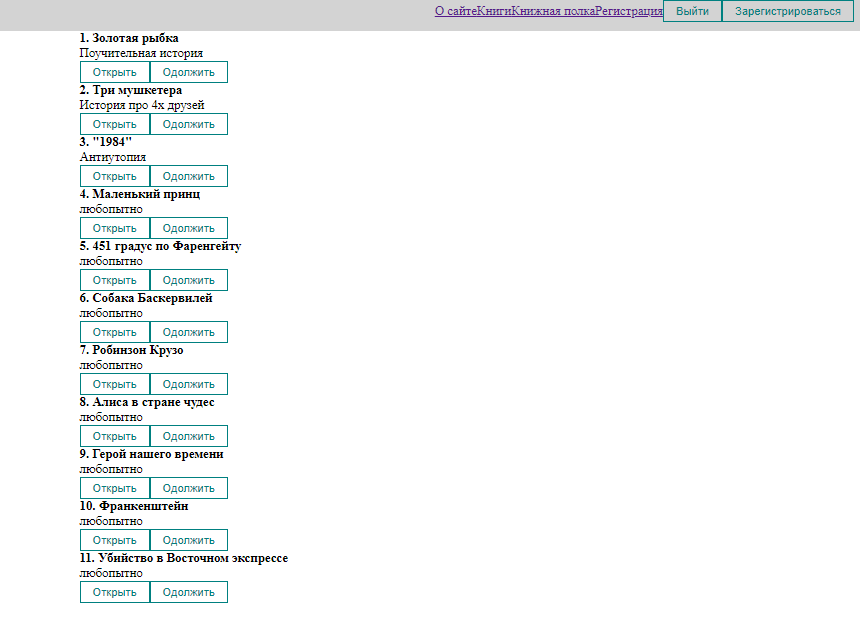 О сайтеКнигиКнижная полкаРегистрация Выйти Зарегистрироваться
1. Золотая рыбка
Поучительная история
Открыть Одолжить
2. Три мушкетера
История про 4х друзей
Открыть Одолжить
3. "1984"
Антиутопия
Открыть Одолжить
4. Маленький принц
любопытно
Открыть Одолжить
5. 451 градус по Фаренгейту
любопытно
Открыть Одолжить
6. Собака Баскервилей
любопытно
Открыть Одолжить
7. Робинзон Крузо
любопытно
Открыть Одолжить
8. Алиса в стране чудес
любопытно
Открыть Одолжить
9. Герой нашего времени
любопытно
Открыть Одолжить
10. Франкенштейн
любопытно
Открыть Одолжить
11. Убийство в Восточном экспрессе
любопытно
Открыть Одолжить